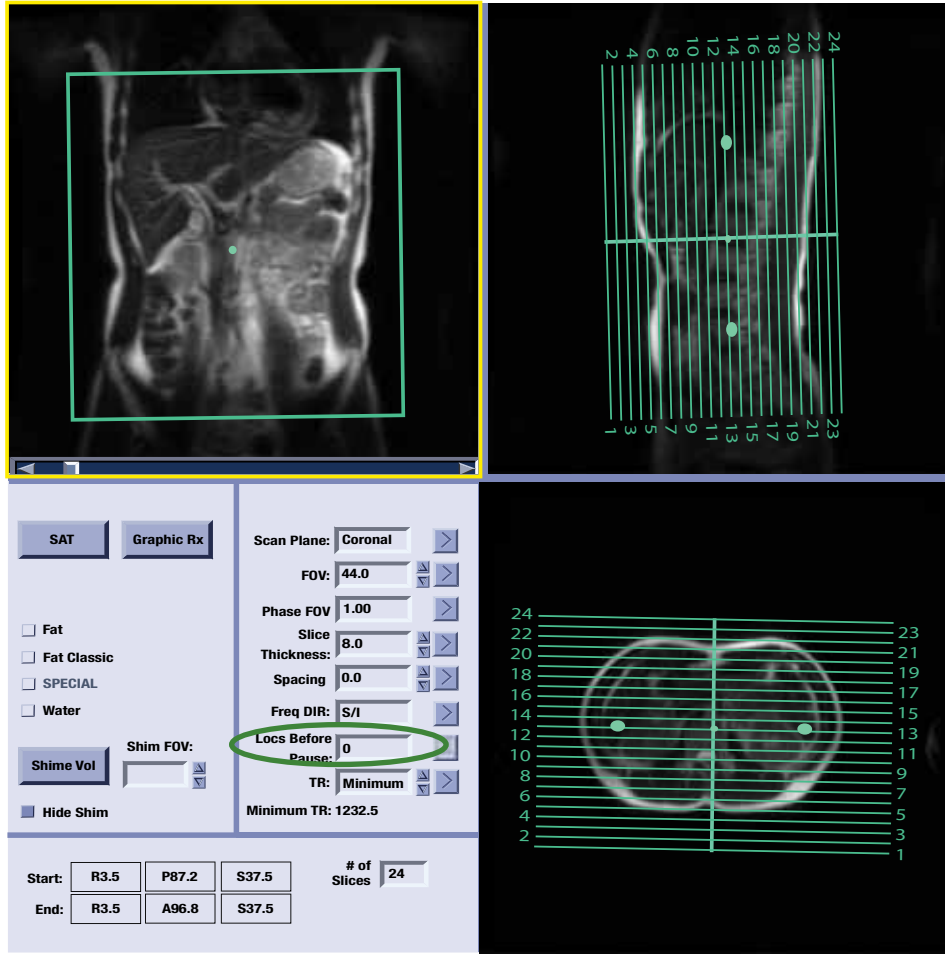 2 4 6 8 10 12 14 16 18 20 22 24
1 3 5 7 9 11 13 15 17 19 21 23
SAT Graphic Rx
Fat
Fat Classic
SPECIAL
Water
Shime Vol
Shim FOV:
Hide Shim
Scan Plane: Coronal
FOV: 44.0
Phase FOV 1.00
Slice
Thickness: 8.0
Spacing 0.0
Freq DIR: S/I
Locs Before
Pause: 0
TR: Minimum
Minimum TR: 1232.5
24
22
20
18
16
14
12
10
8
6
4
2
23
21
19
17
15
13
11
9
7
5
3
1
Start: R3.5 P87.2 S37.5
End: R3.5 A96.8 S37.5
# of
Slices 24